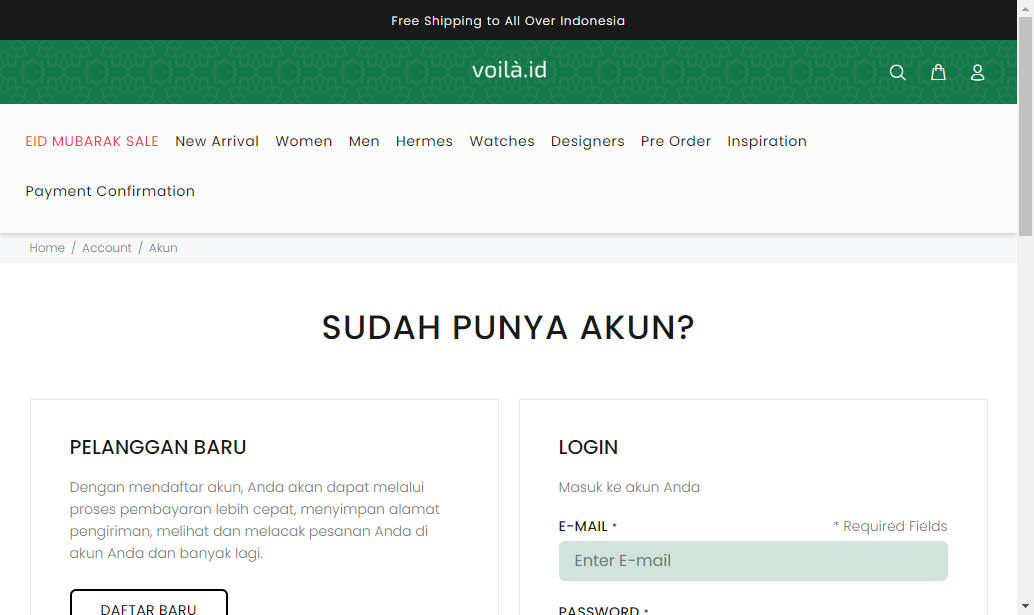 Free Shipping to All Over Indonesia
voilà.id
EID MUBARAK SALE New Arrival Women Men Hermes Watches Designers Pre Order Inspiration
Payment Confirmation
Home / Account / Akun
SUDAH PUNYA AKUN?
PELANGGAN BARU
Dengan mendaftar akun, Anda akan dapat melalui
proses pembayaran lebih cepat, menyimpan alamat
pengiriman, melihat dan melacak pesanan Anda di
akun Anda dan banyak lagi.
DAFTAR BARU
LOGIN
Masuk ke akun Anda
E-MAIL * * Required Fields
Enter E-mail
PASSWORD *